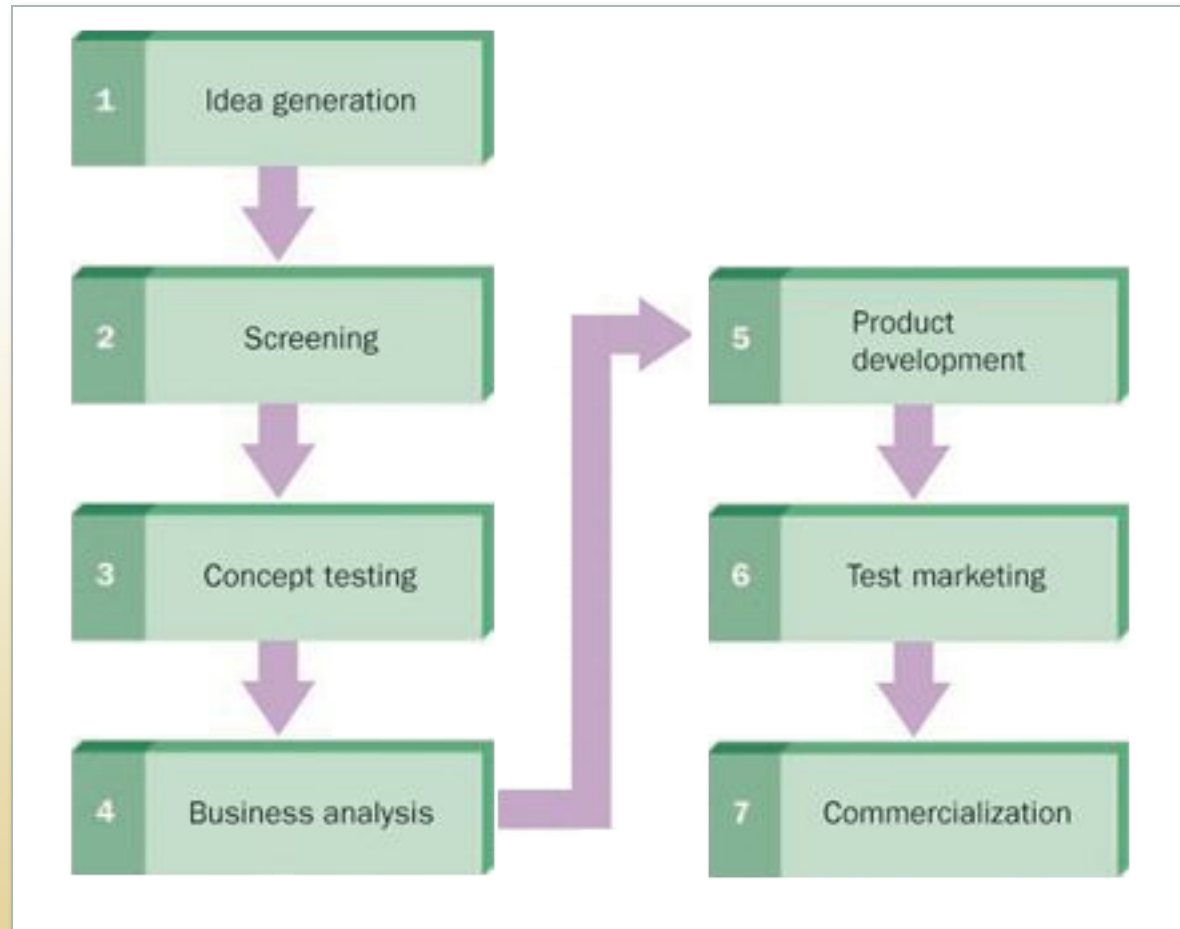 1 Idea generation
2 Screening
3 Concept testing
4 Business analysis
5 Product
development
6 Test marketing
7 Commercialization